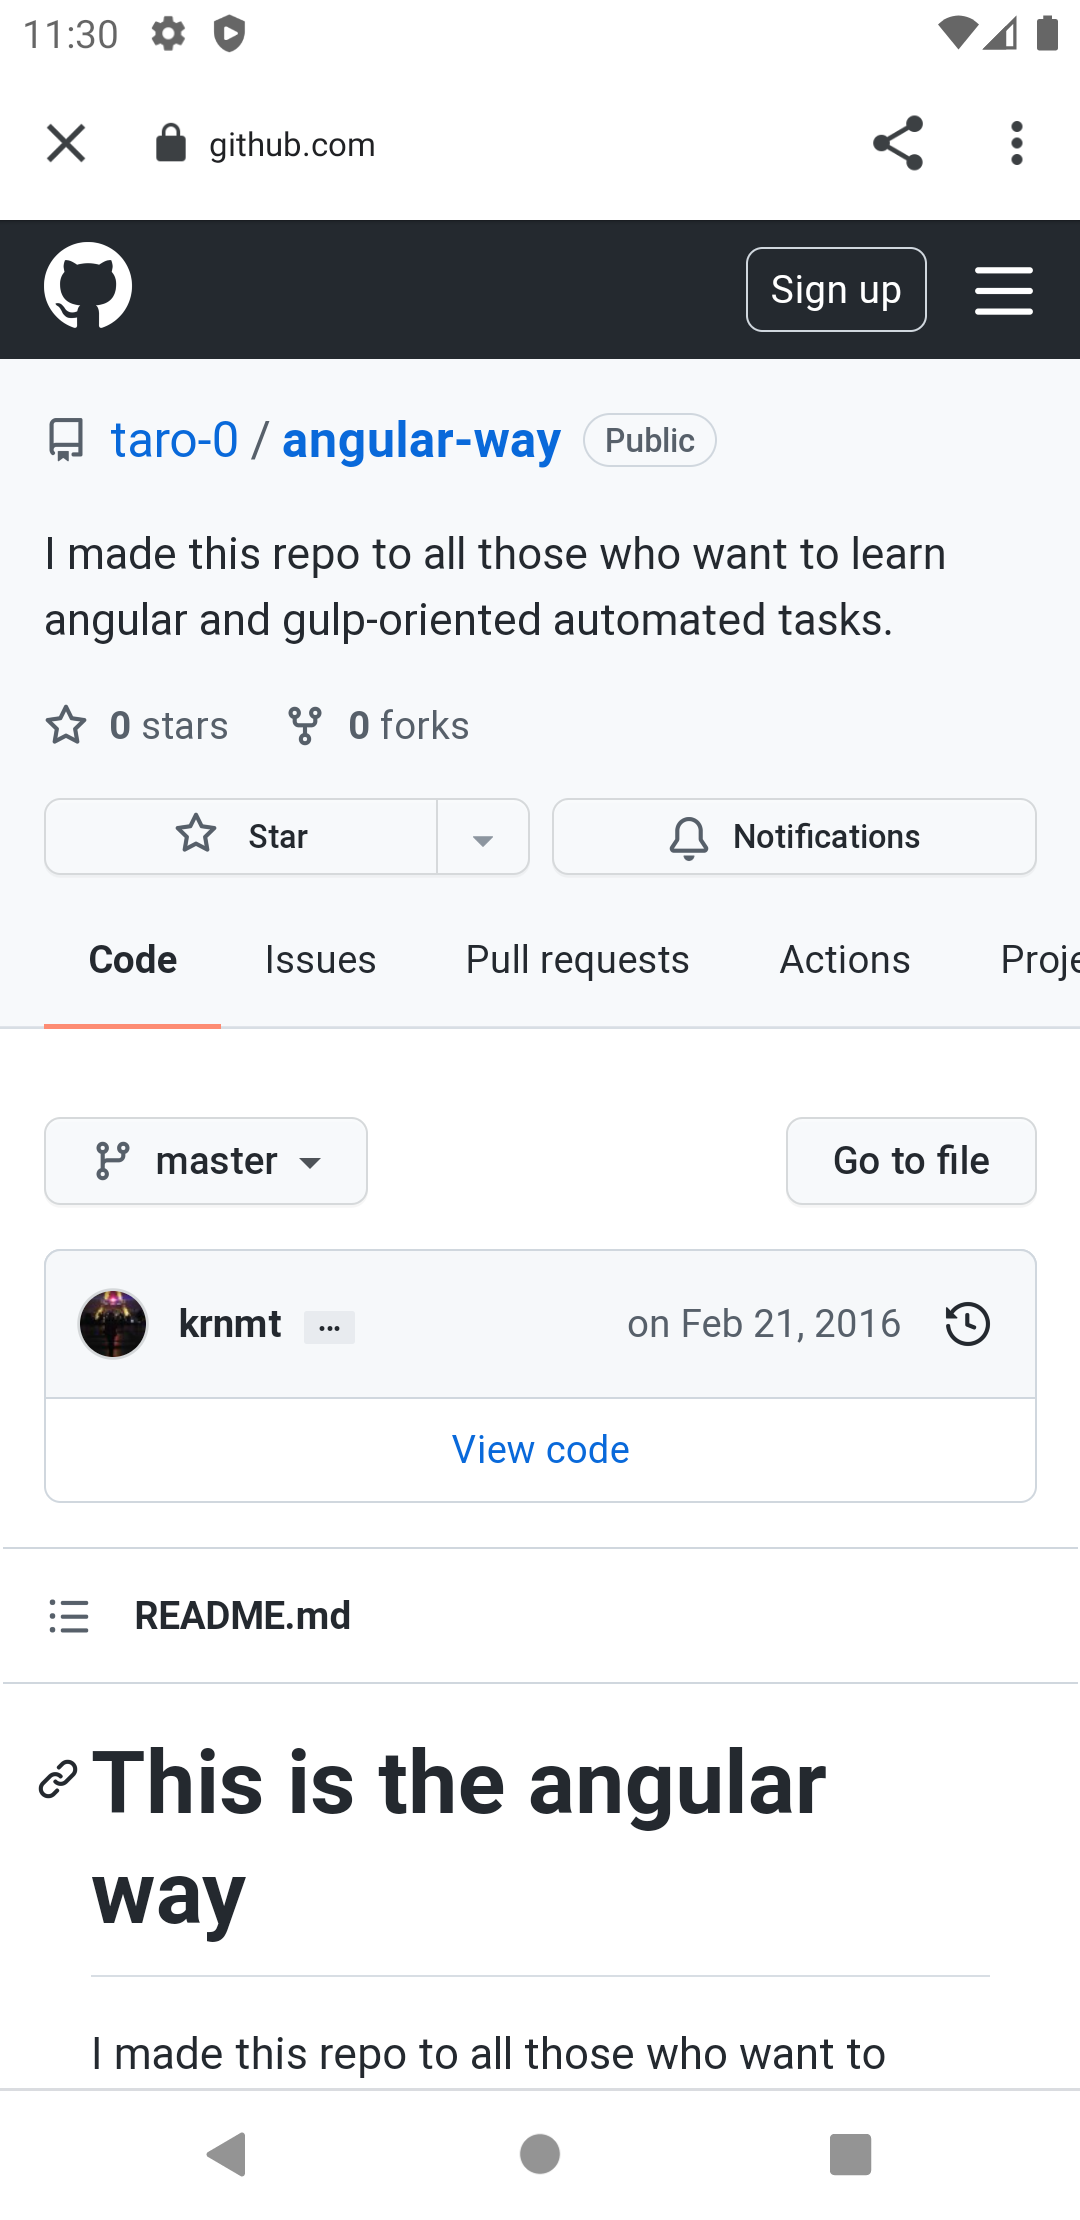 11:30
github.com
Sign up
taro-0 / angular-way Public
I made this repo to all those who want to learn
angular and gulp-oriented automated tasks.
0 stars 0 forks
Star Notifications
Code Issues Pull requests Actions Proje
master Go to file
krnmt ... on Feb 21, 2016
View code
README.md
This is the angular
way
I made this repo to all those who want to